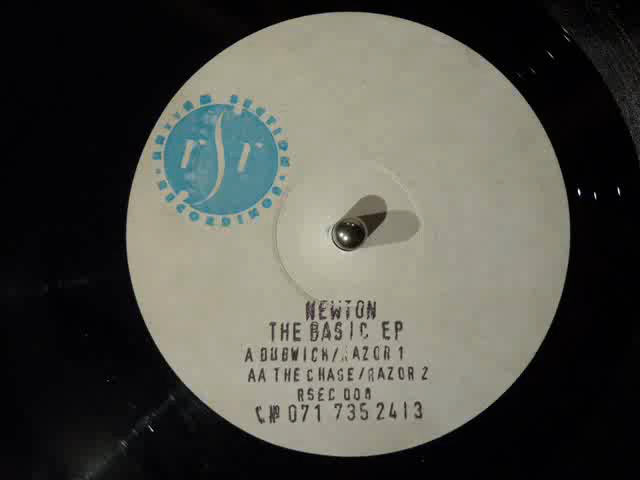 RHYTHM SECTION RECORDINGS
rSr
NEWTON
THE BASIC EP
A DUBWICH/RAZOR 1
AA THE CHASE/RAZOR 2
RSEC 008
C № 071 735 2413